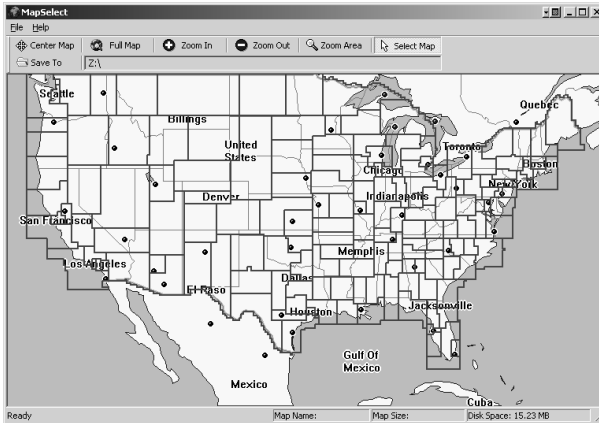 MapSelect
File Help
Center Map Full Map Zoom In Zoom Out Zoom Area Select Map
Save To Z:\
Seattle
Quebec
Billings
United
States
Toronto
Boston
Chicago
New York
Denver
Indianapolis
San Francisco
Memphis
Los Angeles
Dallas
El Paso
Jacksonville
Houston
Gulf Of
Mexico
Mexico
Cuba
Ready Map Name: Map Size: Disk Space: 15.23 MB